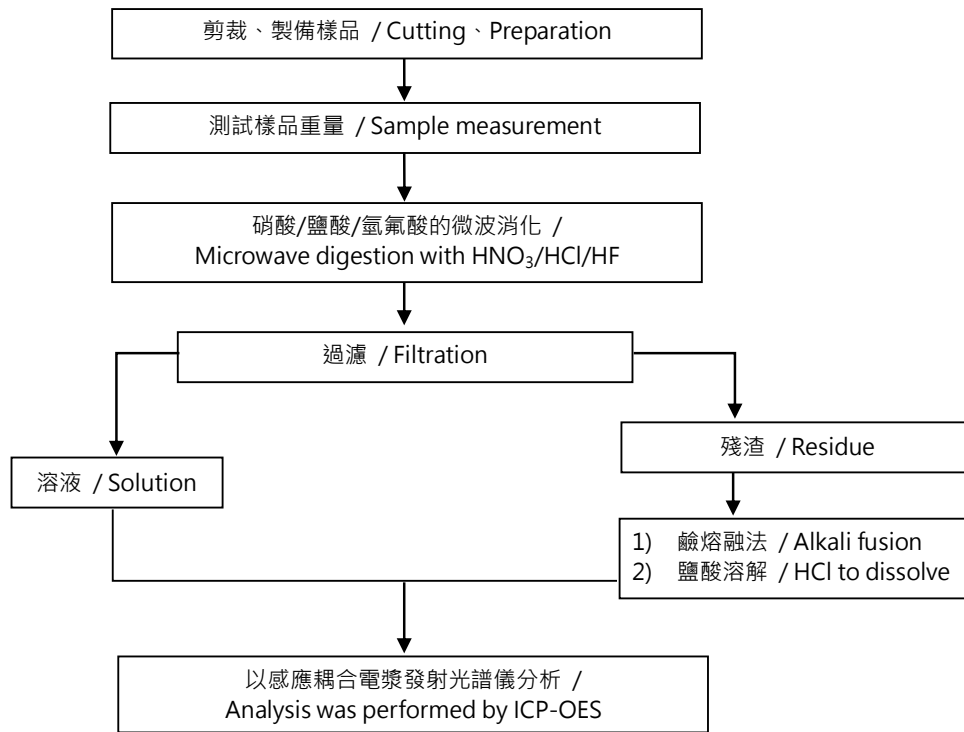 剪裁、製備樣品 / Cutting、Preparation
測試樣品重量 / Sample measurement
硝酸/鹽酸/氫氟酸的微波消化 /
Microwave digestion with HNO₃/HCl/HF
過濾 / Filtration
溶液 / Solution
殘渣 / Residue
1) 鹼熔融法 / Alkali fusion
2) 鹽酸溶解 / HCl to dissolve
以感應耦合電漿發射光譜儀分析 /
Analysis was performed by ICP-OES